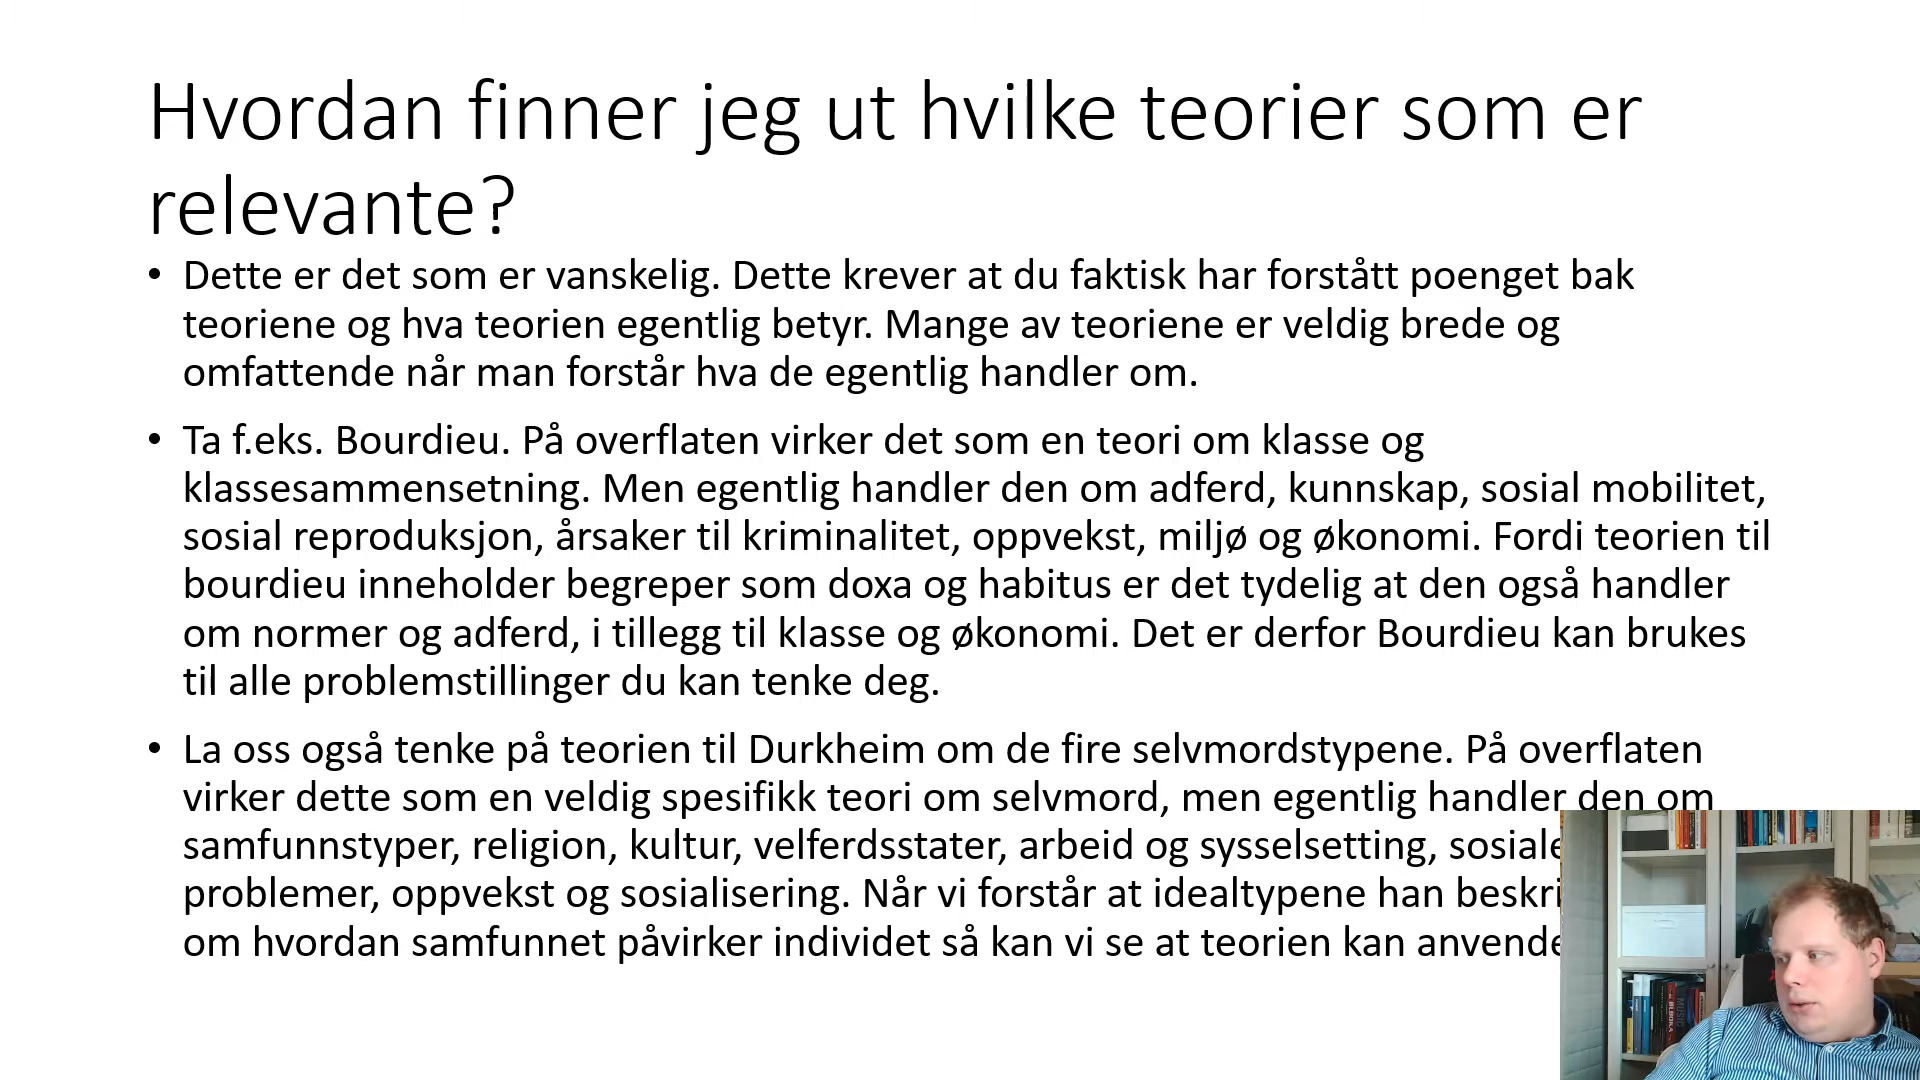 Hvordan finner jeg ut hvilke teorier som er
relevante?
• Dette er det som er vanskelig. Dette krever at du faktisk har forstått poenget bak
teoriene og hva teorien egentlig betyr. Mange av teoriene er veldig brede og
omfattende når man forstår hva de egentlig handler om.
• Ta f.eks. Bourdieu. På overflaten virker det som en teori om klasse og
klassesammensetning. Men egentlig handler den om adferd, kunnskap, sosial mobilitet,
sosial reproduksjon, årsaker til kriminalitet, oppvekst, miljø og økonomi. Fordi teorien til
bourdieu inneholder begreper som doxa og habitus er det tydelig at den også handler
om normer og adferd, i tillegg til klasse og økonomi. Det er derfor Bourdieu kan brukes
til alle problemstillinger du kan tenke deg.
• La oss også tenke på teorien til Durkheim om de fire selvmordstypene. På overflaten
virker dette som en veldig spesifikk teori om selvmord, men egentlig handler den om
samfunnstyper, religion, kultur, velferdsstater, arbeid og sysselsetting, sosiale
problemer, oppvekst og sosialisering. Når vi forstår at idealtypene han
om hvordan samfunnet påvirker individet så kan vi se at teorien kan